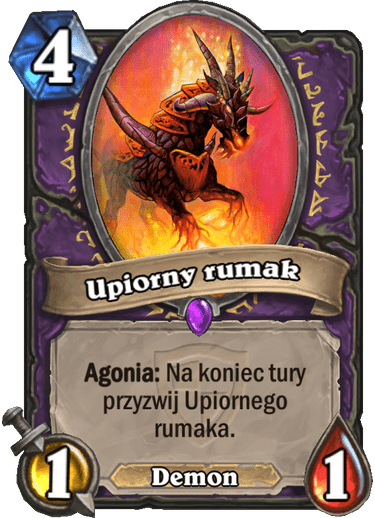 4
Upiorny rumak
Agonia: Na koniec tury
przyzwij Upiornego
rumaka.
1
Demon
1